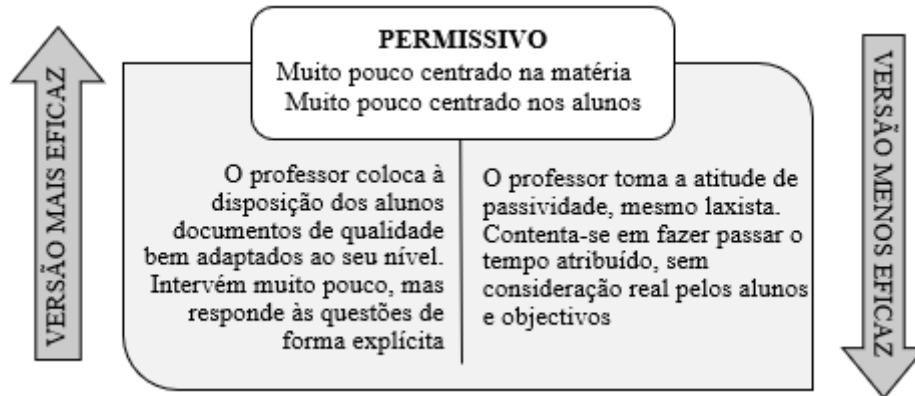 PERMISSIVO
Muito pouco centrado na matéria
Muito pouco centrado nos alunos
VERSÃO MAIS EFICAZ
O professor coloca à
disposição dos alunos
documentos de qualidade
bem adaptados ao seu nível.
Intervém muito pouco, mas
responde às questões de
forma explícita
O professor toma a atitude de
passividade, mesmo laxista.
Contenta-se em fazer passar o
tempo atribuído, sem
consideração real pelos alunos
e objectivos
VERSÃO MENOS EFICAZ